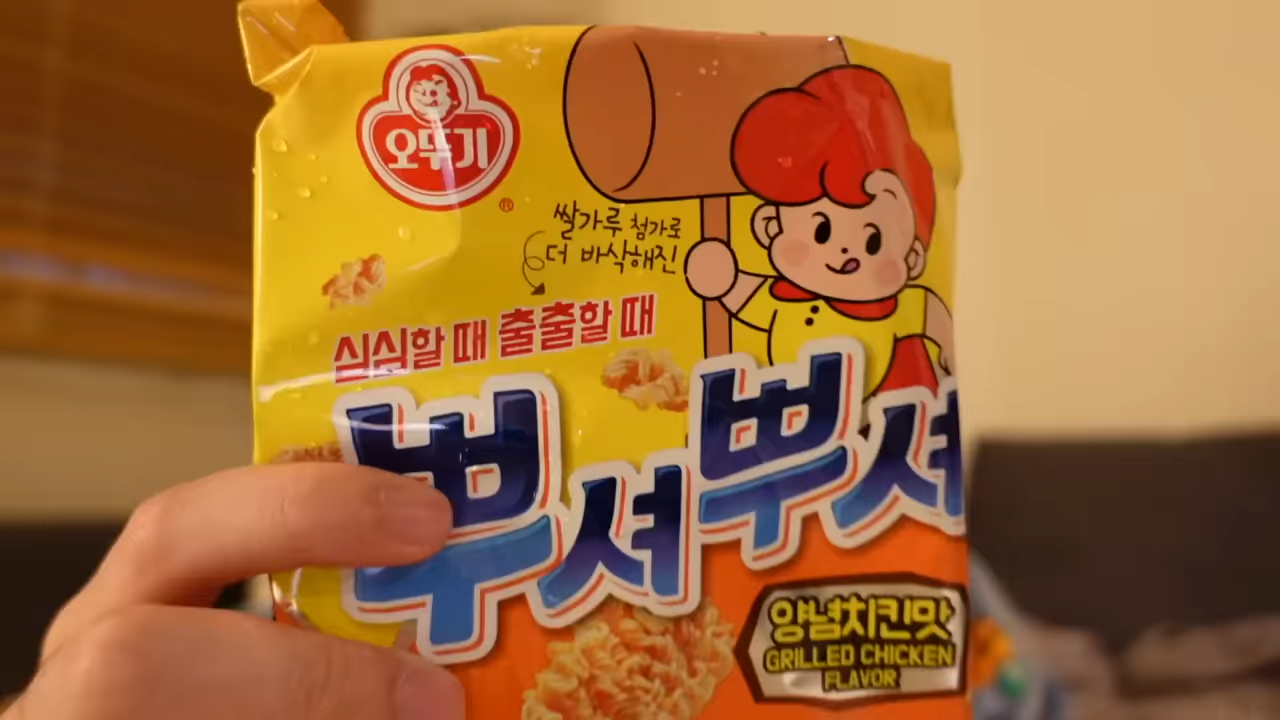 오뚜기
®
쌀가루 첨가로
더 바삭해진
심심할 때 출출할 때
뿌셔뿌셔
양념치킨맛
GRILLED CHICKEN
FLAVOR